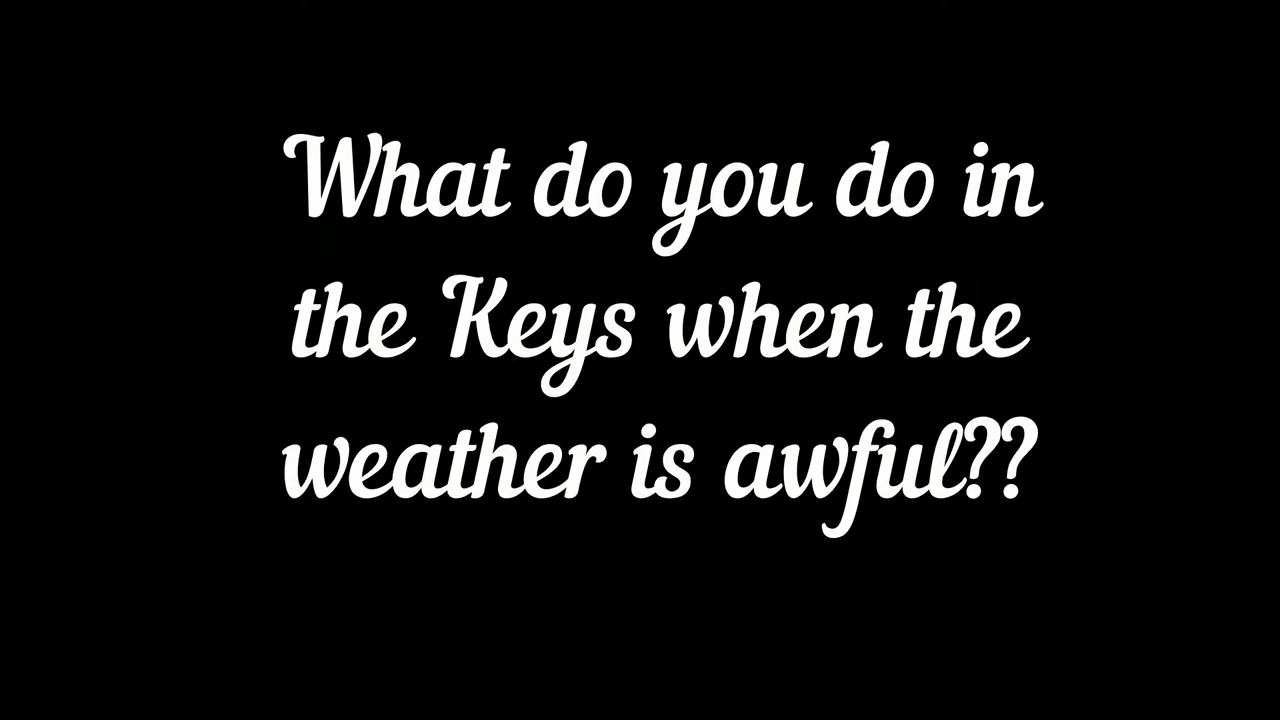 What do you do in
the Keys when the
weather is awful??